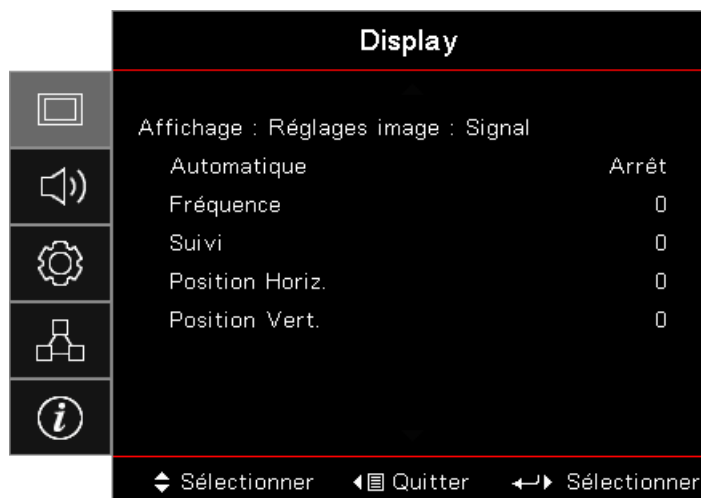 Display
Affichage : Réglages image : Signal
Automatique Arrêt
Fréquence 0
Suivi 0
Position Horiz. 0
Position Vert. 0
Sélectionner Quitter Sélectionner